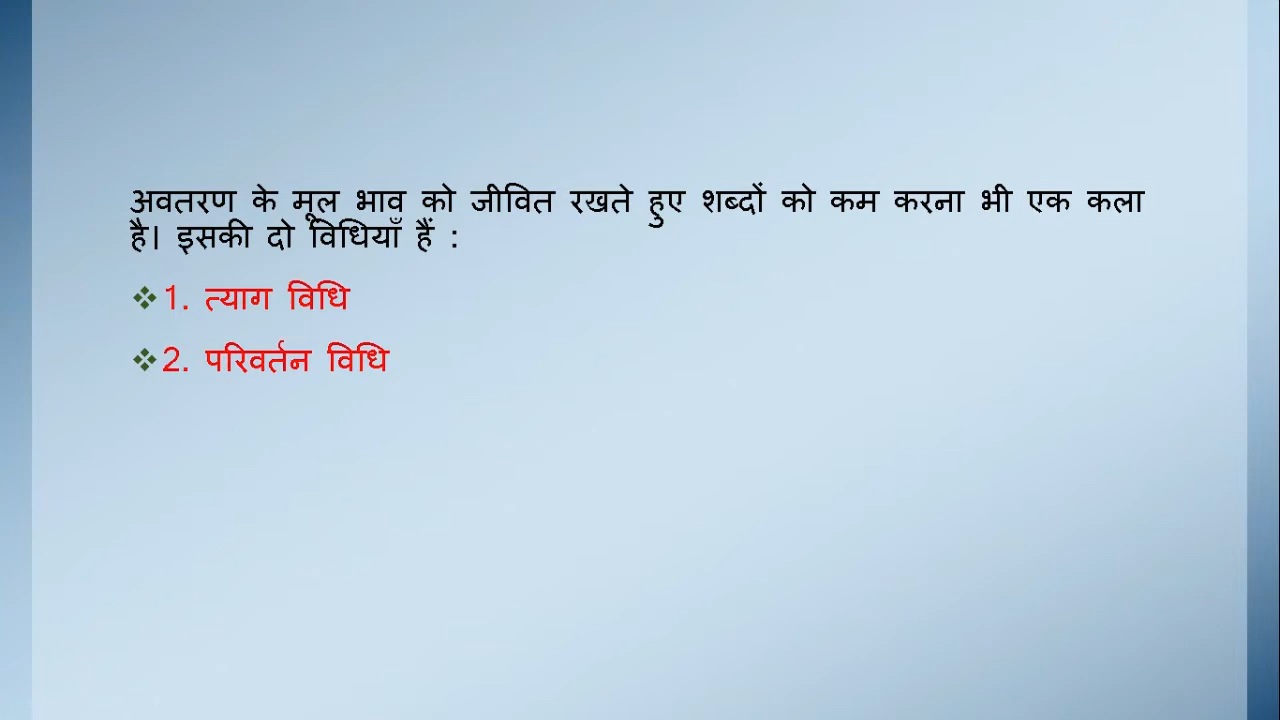 अवतरण के मूल भाव को जीवित रखते हुए शब्दों को कम करना भी एक कला
है। इसकी दो विधियाँ हैं :
❖1. त्याग विधि
❖2. परिवर्तन विधि